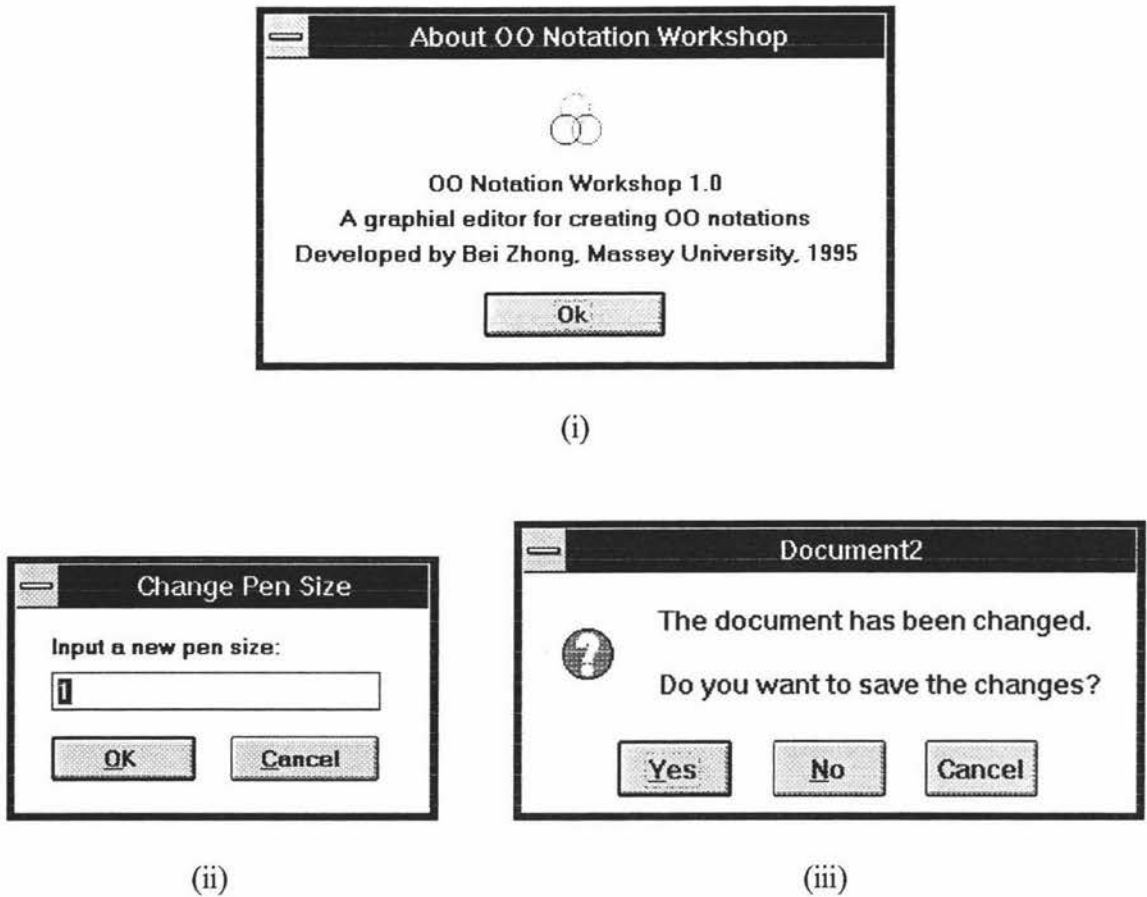 About OO Notation Workshop
OO Notation Workshop 1.0
A graphial editor for creating OO notations
Developed by Bei Zhong, Massey University, 1995
Ok
(i)
Change Pen Size
Input a new pen size:
1
OK Cancel
(ii)
Document2
The document has been changed.
Do you want to save the changes?
Yes No Cancel
(iii)